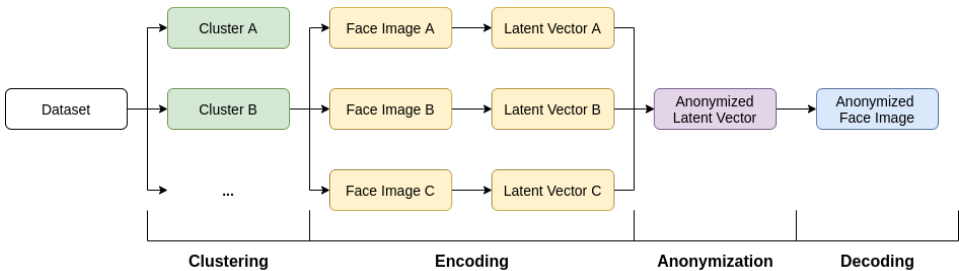 Cluster A
Face Image A
Latent Vector A
Dataset
Cluster B
Face Image B
Latent Vector B
Anonymized
Latent Vector
Anonymized
Face Image
...
Face Image C
Latent Vector C
Clustering
Encoding
Anonymization
Decoding